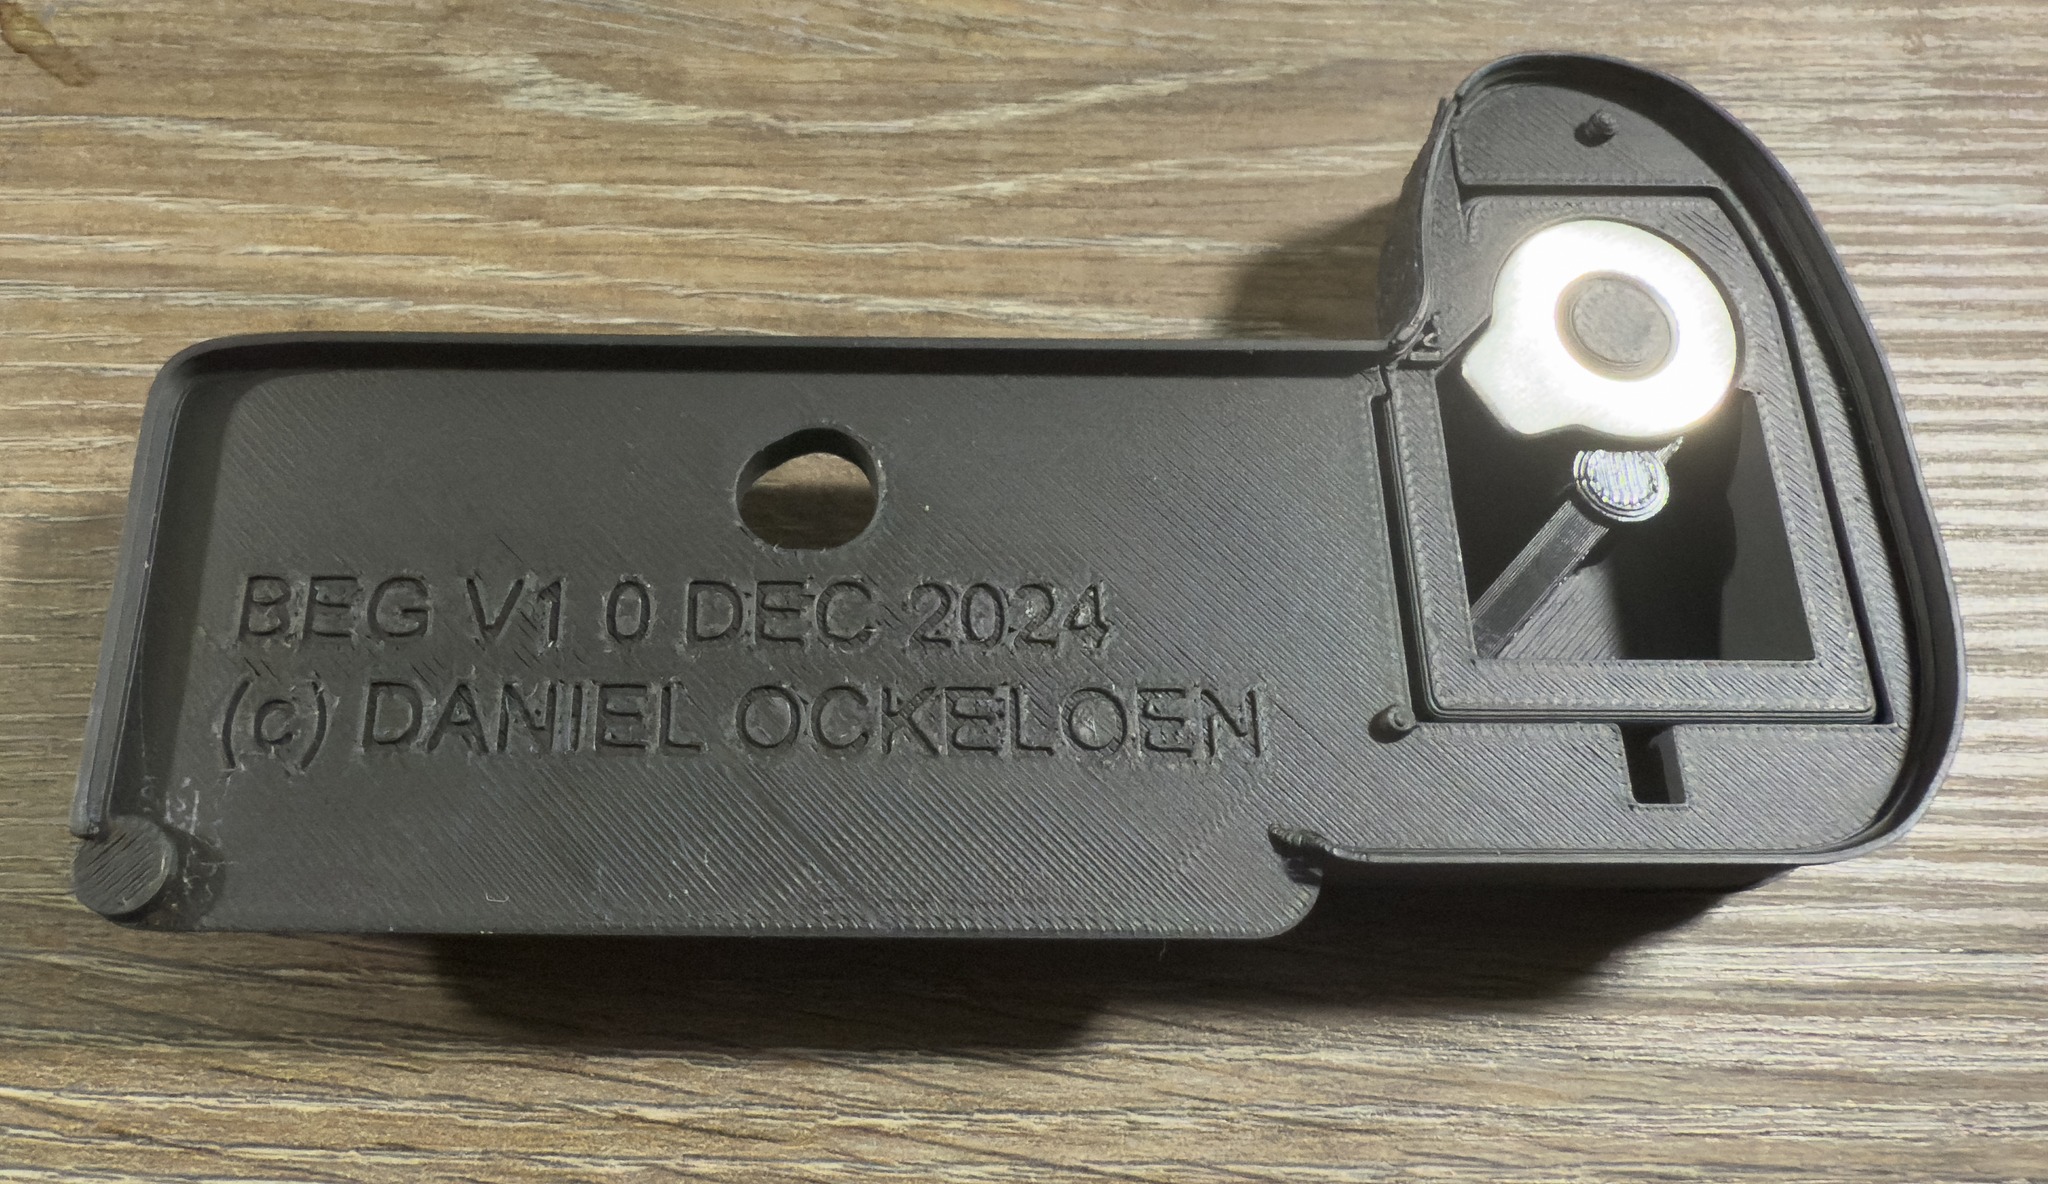 BEG V1 0 DEC 2024
(c) DANIEL OCKELOEN